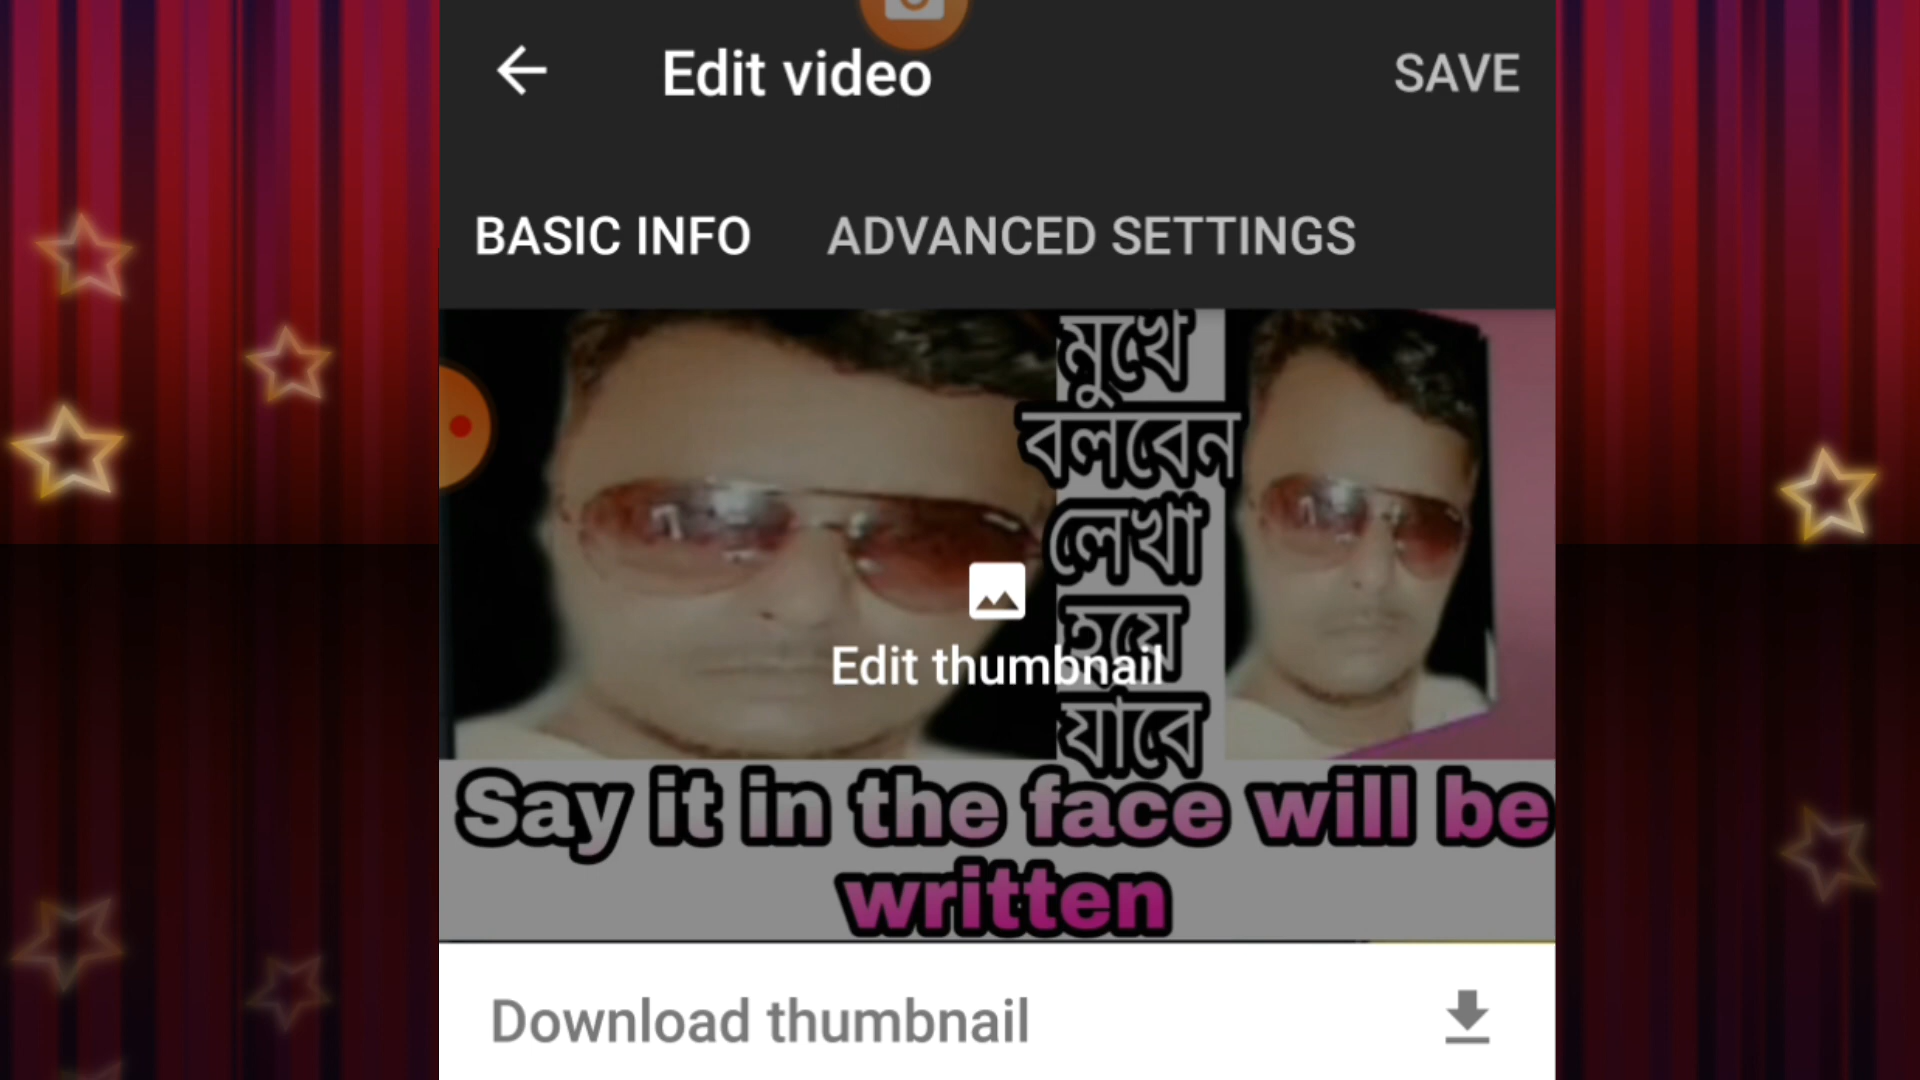 Edit video
SAVE
BASIC INFO
ADVANCED SETTINGS
মুখে
বলবেন
লেখা
হয়ে
যাবে
Edit thumbnail
Say it in the face will be
written
Download thumbnail